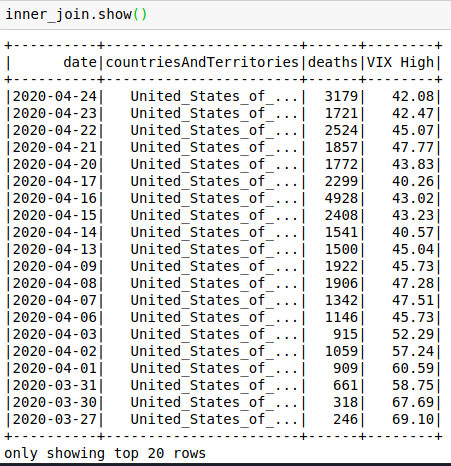 inner_join.show()
+----------+-----------------------+------+--------+
|      date|countriesAndTerritories|deaths|VIX High|
+----------+-----------------------+------+--------+
|2020-04-24|   United_States_of_...|  3179|   42.08|
|2020-04-23|   United_States_of_...|  1721|   42.47|
|2020-04-22|   United_States_of_...|  2524|   45.07|
|2020-04-21|   United_States_of_...|  1857|   47.77|
|2020-04-20|   United_States_of_...|  1772|   43.83|
|2020-04-17|   United_States_of_...|  2299|   40.26|
|2020-04-16|   United_States_of_...|  4928|   43.02|
|2020-04-15|   United_States_of_...|  2408|   43.23|
|2020-04-14|   United_States_of_...|  1541|   40.57|
|2020-04-13|   United_States_of_...|  1500|   45.04|
|2020-04-09|   United_States_of_...|  1922|   45.73|
|2020-04-08|   United_States_of_...|  1906|   47.28|
|2020-04-07|   United_States_of_...|  1342|   47.51|
|2020-04-06|   United_States_of_...|  1146|   45.73|
|2020-04-03|   United_States_of_...|   915|   52.29|
|2020-04-02|   United_States_of_...|  1059|   57.24|
|2020-04-01|   United_States_of_...|   909|   60.59|
|2020-03-31|   United_States_of_...|   661|   58.75|
|2020-03-30|   United_States_of_...|   318|   67.69|
|2020-03-27|   United_States_of_...|   246|   69.10|
+----------+-----------------------+------+--------+
only showing top 20 rows